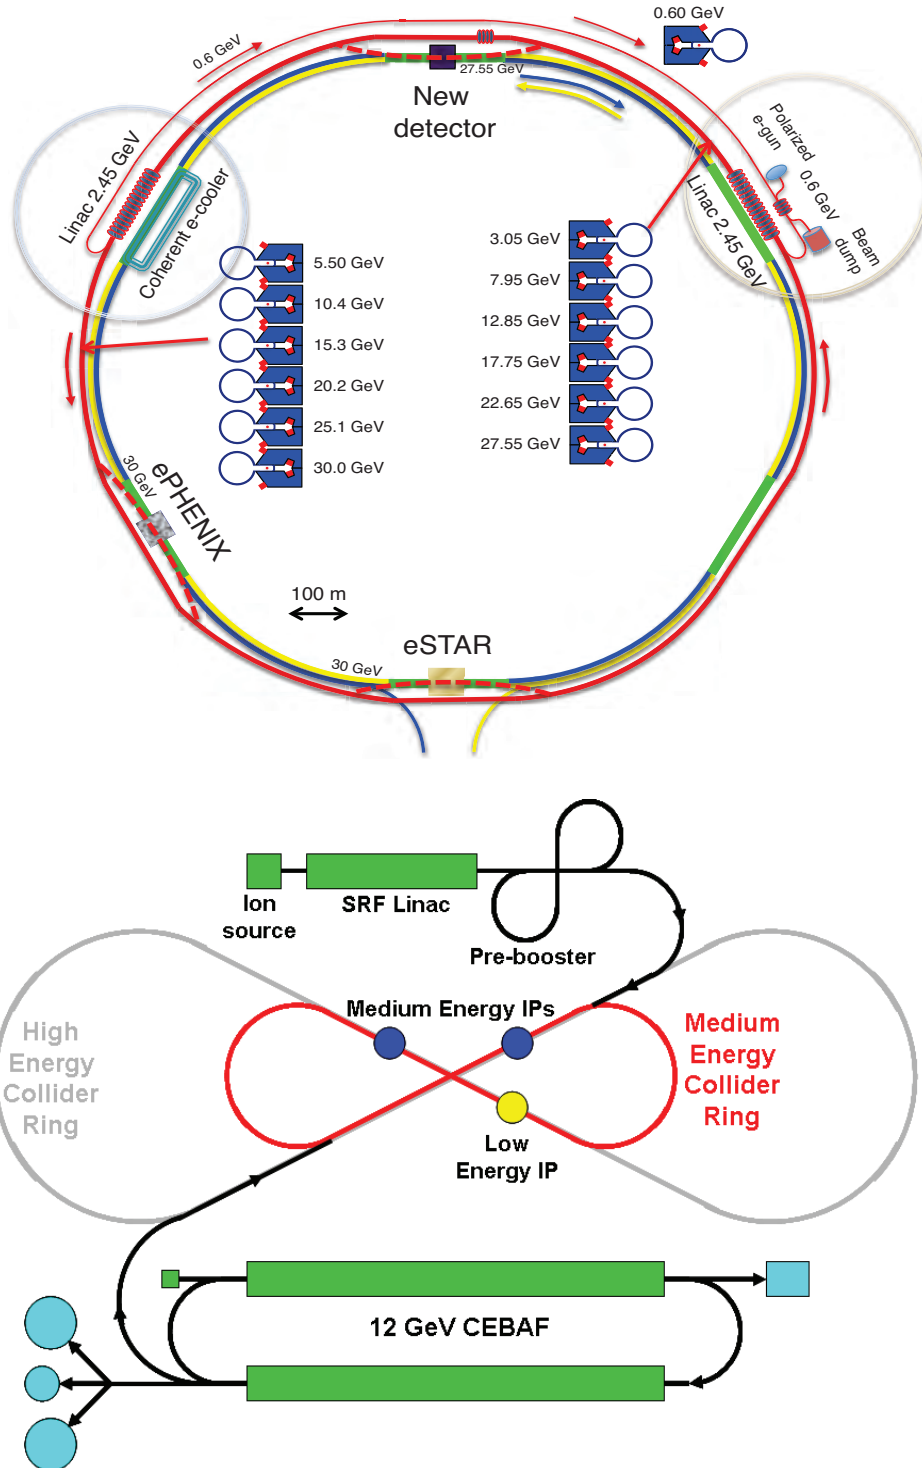 0.60 GeV
0.6 GeV
27.55 GeV
New
detector
Linac 2.45 GeV
Coherent e-cooler
Polarized
e-gun
0.6 GeV
Beam
dump
Linac 2.45 GeV
5.50 GeV
10.4 GeV
15.3 GeV
20.2 GeV
25.1 GeV
30.0 GeV
3.05 GeV
7.95 GeV
12.85 GeV
17.75 GeV
22.65 GeV
27.55 GeV
30 GeV
ePHENIX
100 m
eSTAR
30 GeV
Ion
source
SRF Linac
Pre-booster
High
Energy
Collider
Ring
Medium Energy IPs
Medium
Energy
Collider
Ring
Low
Energy IP
12 GeV CEBAF